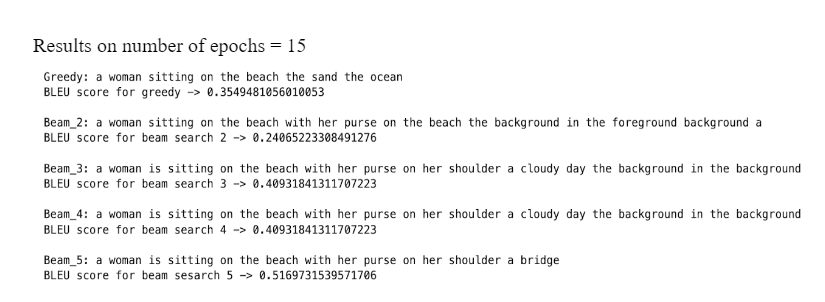 Results on number of epochs = 15
Greedy: a woman sitting on the beach the sand the ocean
BLEU score for greedy -> 0.3549481056010053
Beam_2: a woman sitting on the beach with her purse on the beach the background in the foreground background a
BLEU score for beam search 2 -> 0.24065223308491276
Beam_3: a woman is sitting on the beach with her purse on her shoulder a cloudy day the background in the background
BLEU score for beam search 3 -> 0.40931841311707223
Beam_4: a woman is sitting on the beach with her purse on her shoulder a cloudy day the background in the background
BLEU score for beam search 4 -> 0.40931841311707223
Beam_5: a woman is sitting on the beach with her purse on her shoulder a bridge
BLEU score for beam sesarch 5 -> 0.5169731539571706